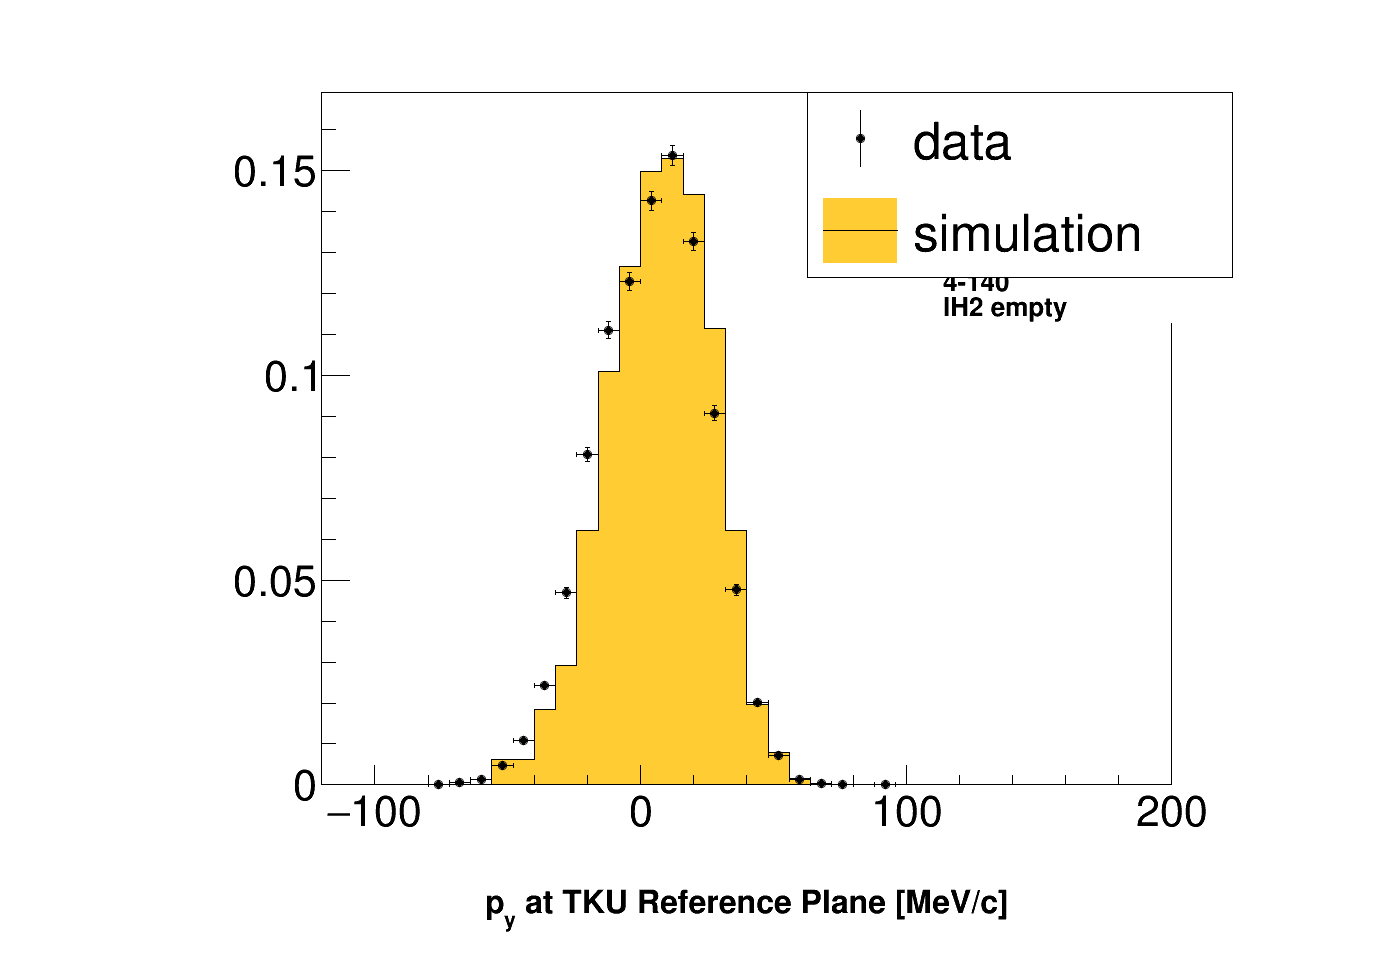 data
simulation
4-140
IH2 empty
0.15
0.1
0.05
0
−100
0
100
200
py at TKU Reference Plane [MeV/c]